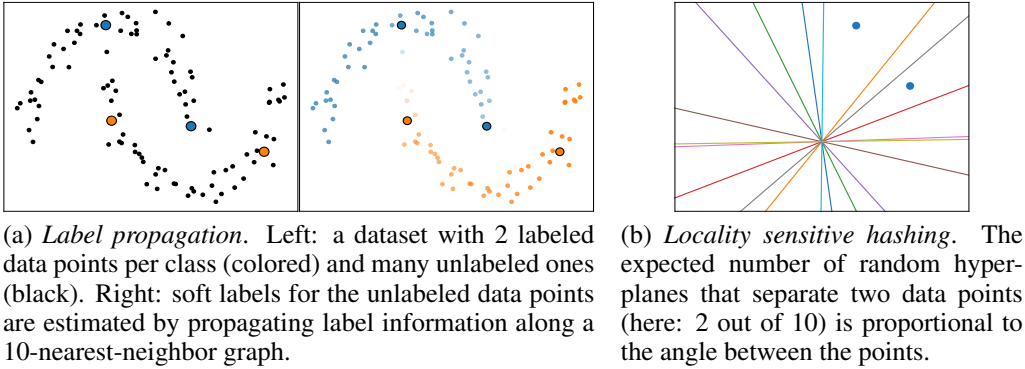 (a) Label propagation. Left: a dataset with 2 labeled
data points per class (colored) and many unlabeled ones
(black). Right: soft labels for the unlabeled data points
are estimated by propagating label information along a
10-nearest-neighbor graph.
(b) Locality sensitive hashing. The
expected number of random hyper-
planes that separate two data points
(here: 2 out of 10) is proportional to
the angle between the points.